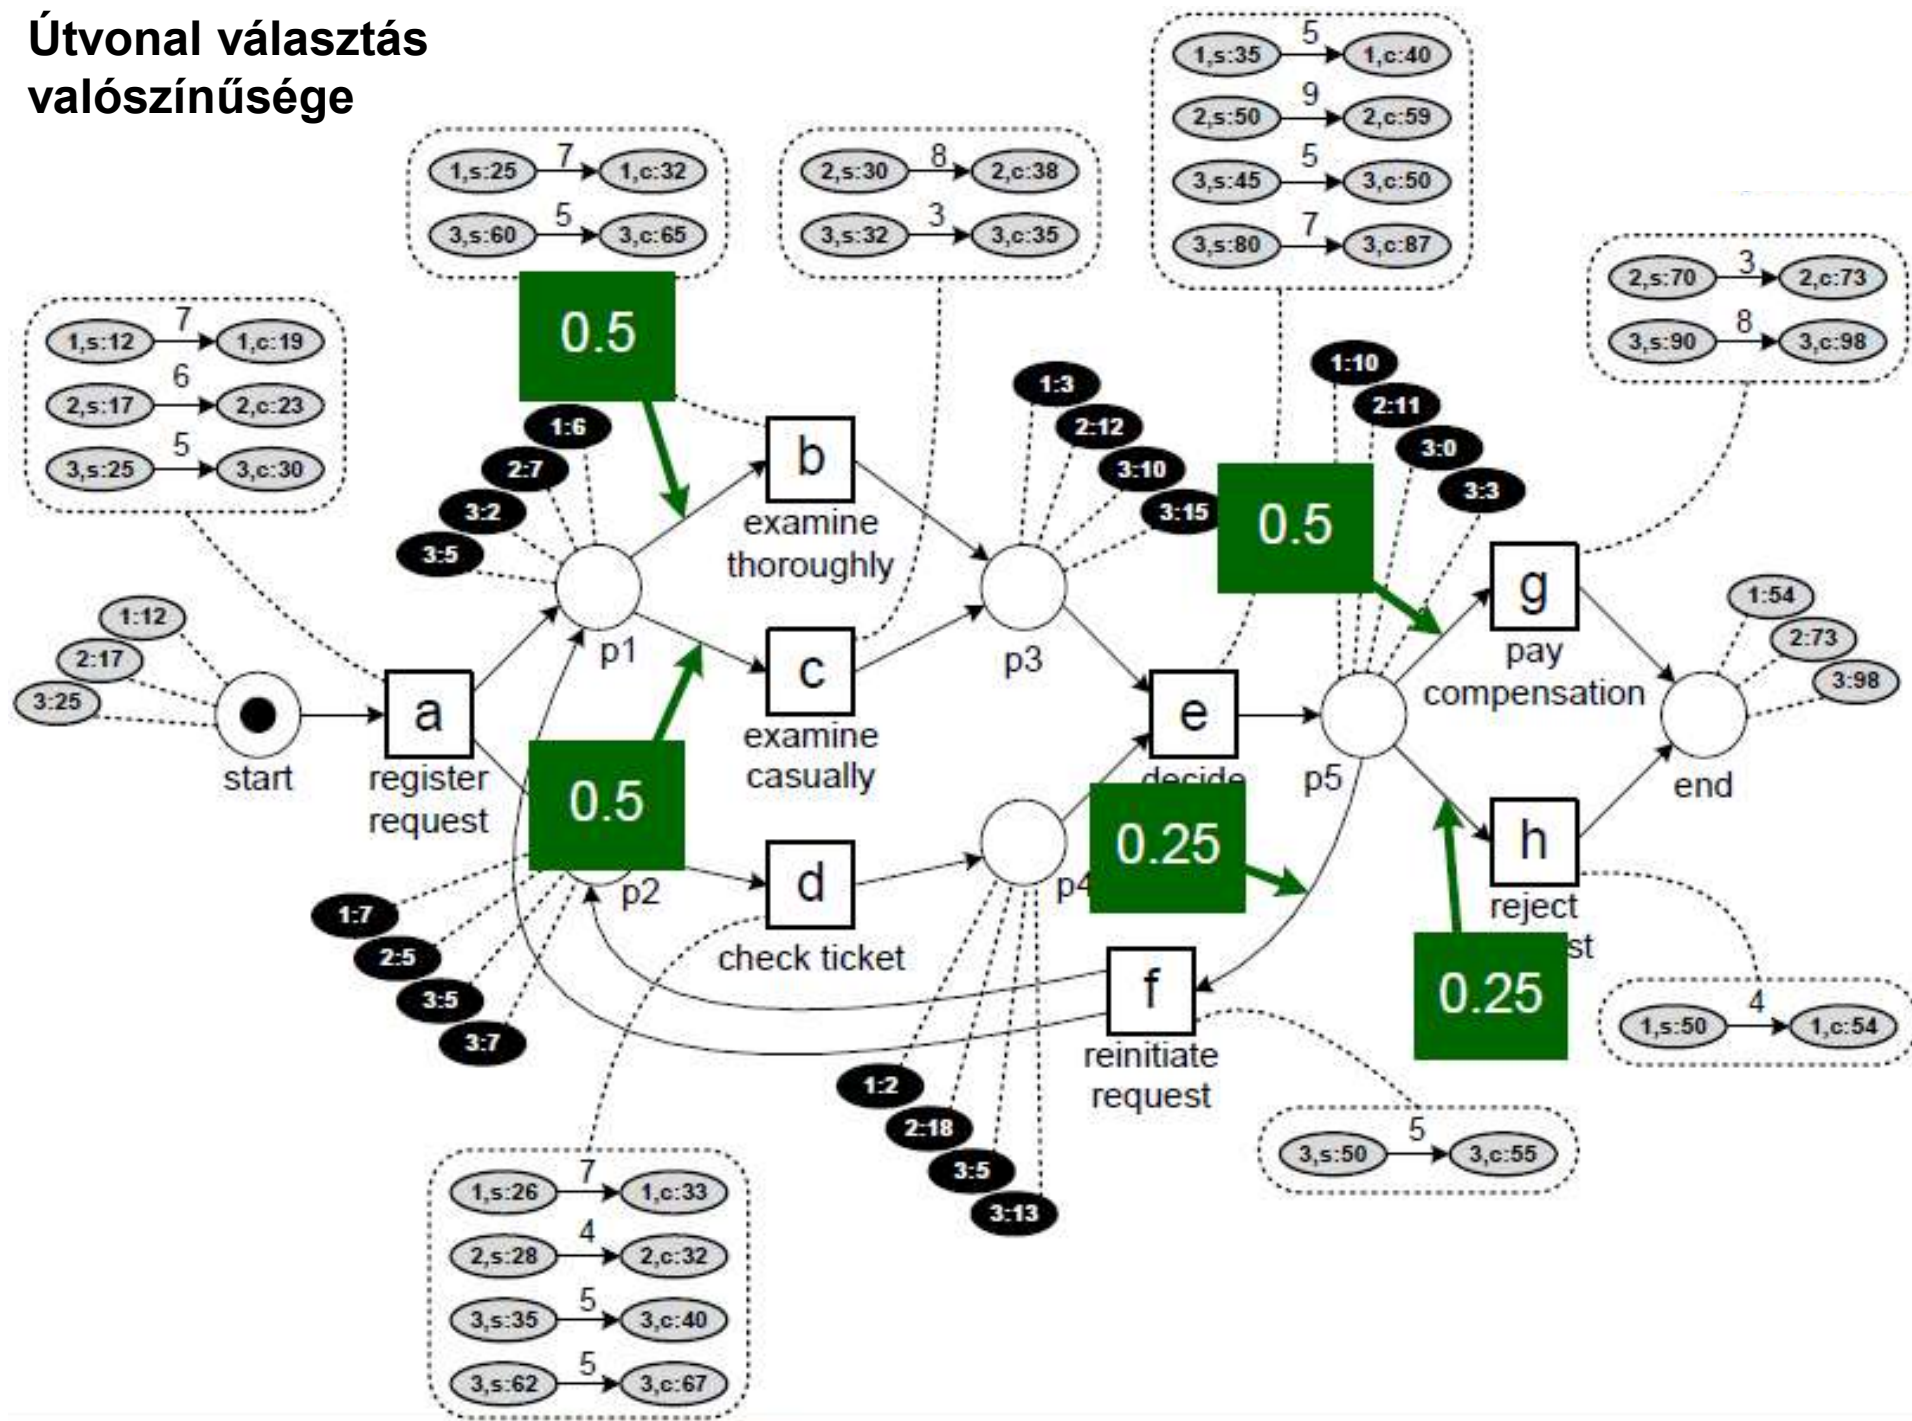 Útvonal választás
valószínűsége
1,s:35 5 1,c:40
2,s:50 9 2,c:59
3,s:45 5 3,c:50
3,s:80 7 3,c:87
1,s:25 7 1,c:32
3,s:60 5 3,c:65
2,s:30 8 2,c:38
3,s:32 3 3,c:35
2,s:70 3 2,c:73
3,s:90 8 3,c:98
1,s:12 7 1,c:19
2,s:17 6 2,c:23
3,s:25 5 3,c:30
0.5
1:6
2:7
3:2
3:5
b
examine
thoroughly
1:3
2:12
3:10
3:15
0.5
1:10
2:11
3:0
3:3
g
pay
compensation
1:54
2:73
3:98
1:12
2:17
3:25
start
a
register
request
p1
c
examine
casually
p3
e
decide
p5
end
0.5
p2
d
check ticket
p4
0.25
h
reject
st
0.25
1:7
2:5
3:5
3:7
f
reinitiate
request
1:2
2:18
3:5
3:13
1,s:50 4 1,c:54
3,s:50 5 3,c:55
1,s:26 7 1,c:33
2,s:28 4 2,c:32
3,s:35 5 3,c:40
3,s:62 5 3,c:67